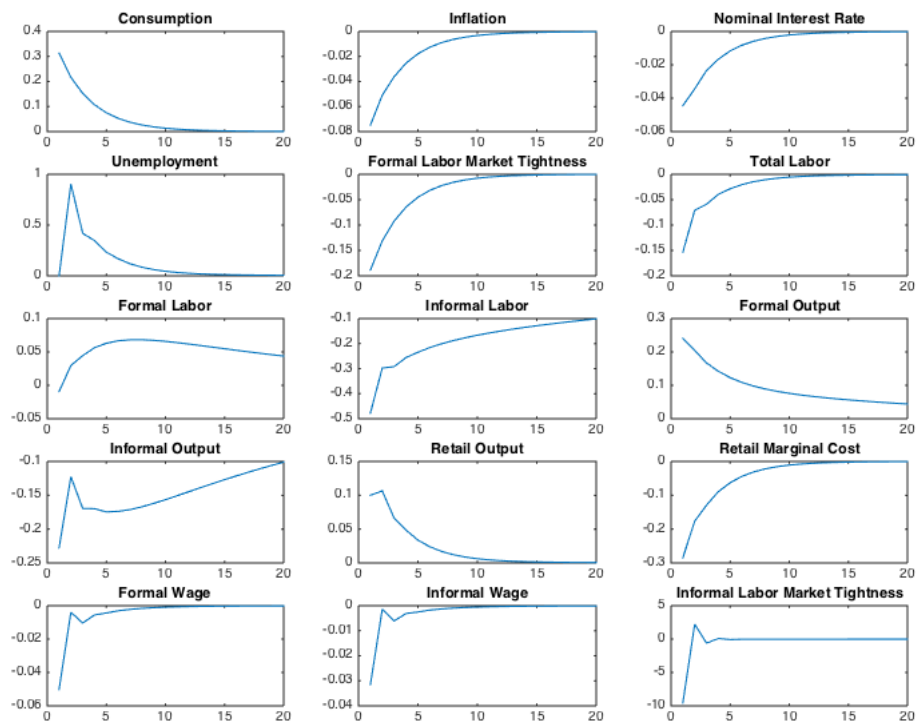 Consumption
Inflation
Nominal Interest Rate
0.4
0.3
0.2
0.1
0
0 5 10 15 20
-0.00
-0.02
-0.04
-0.06
-0.08
0 5 10 15 20
0
-0.02
-0.04
-0.06
0 5 10 15 20
Unemployment
Formal Labor Market Tightness
Total Labor
1
0.5
0
0 5 10 15 20
0
-0.05
-0.1
-0.15
-0.2
0 5 10 15 20
0
-0.05
-0.1
-0.15
-0.2
0 5 10 15 20
Formal Labor
Informal Labor
Formal Output
0.1
0.05
0
-0.05
0 5 10 15 20
-0.1
-0.2
-0.3
-0.4
-0.5
0 5 10 15 20
0.3
0.2
0.1
0
0 5 10 15 20
Informal Output
Retail Output
Retail Marginal Cost
-0.1
-0.15
-0.2
-0.25
0 5 10 15 20
0.15
0.1
0.05
0
0 5 10 15 20
0
-0.1
-0.2
-0.3
0 5 10 15 20
Formal Wage
Informal Wage
Informal Labor Market Tightness
0
-0.02
-0.04
-0.06
0 5 10 15 20
0
-0.01
-0.02
-0.03
-0.04
0 5 10 15 20
5
0
-5
-10
0 5 10 15 20